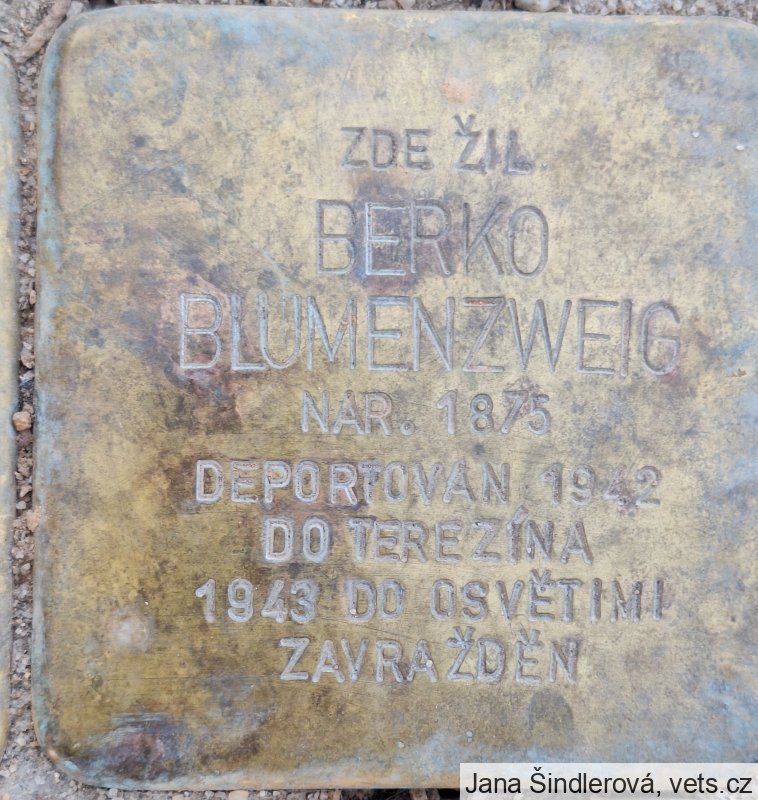 ZDE ŽIL
BERKO
BLUMENZWEIG
NAR. 1875
DEPORTOVÁN 1942
DO TEREZÍNA
1943 DO OSVĚTIMI
ZAVRAŽDĚN
Jana Šindlerová, vets.cz